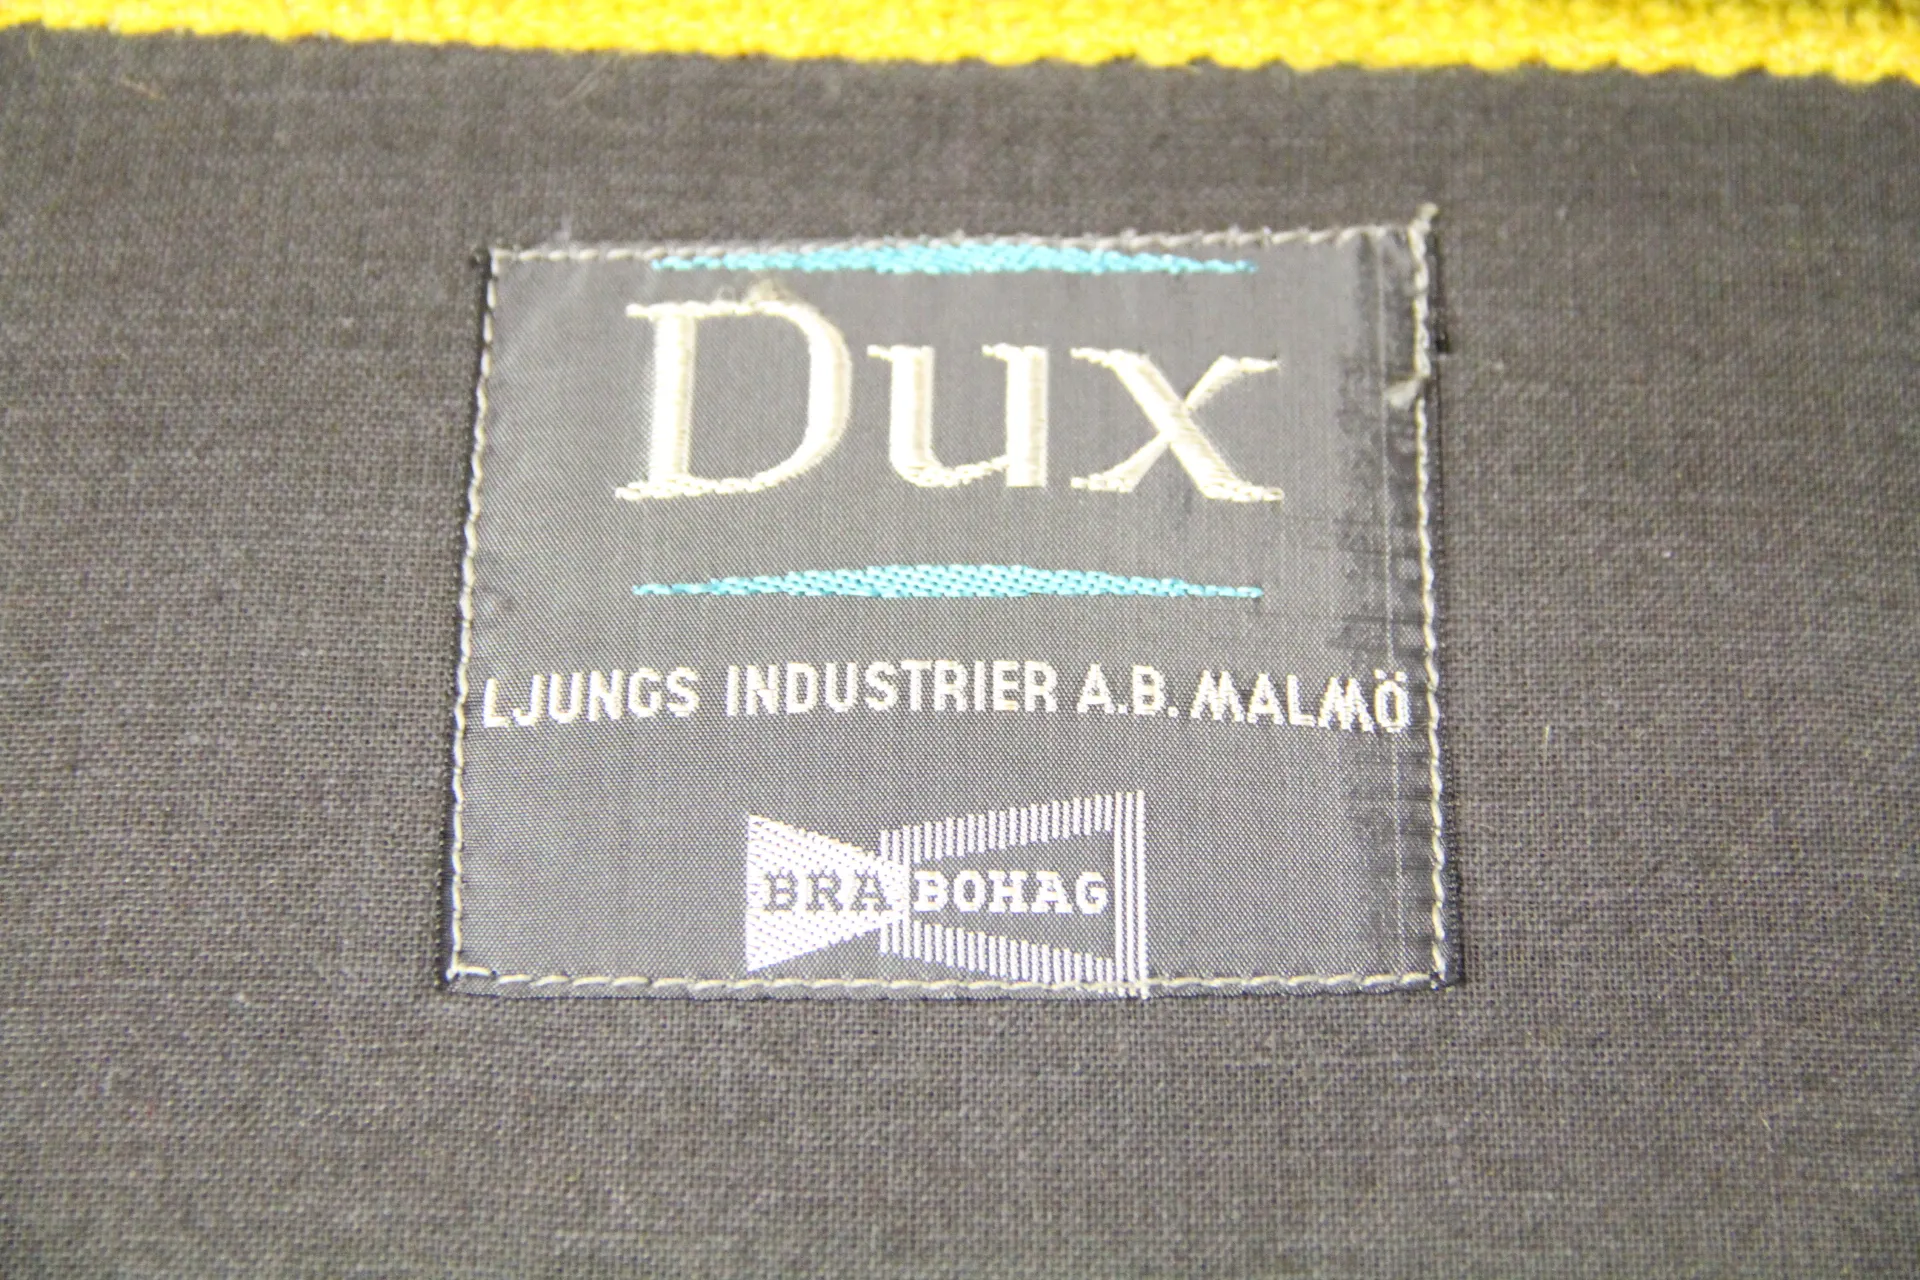 Dux
LJUNGS INDUSTRIER A.B. MALMÖ
BRA BOHAG